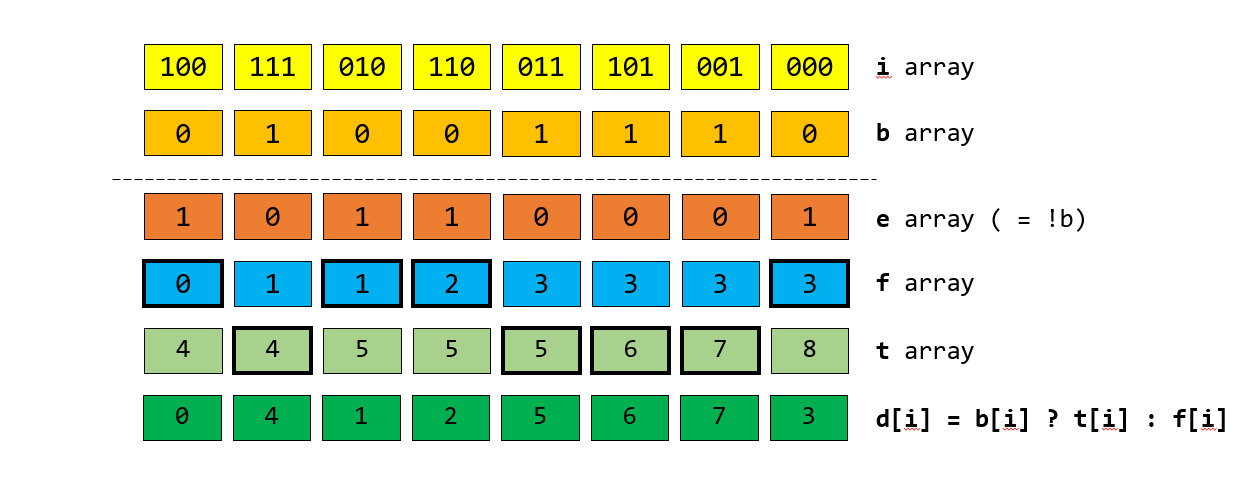 100 111 010 110 011 101 001 000 i array
0 1 0 0 1 1 1 0 b array
1 0 1 1 0 0 0 1 e array ( = !b)
0 1 1 2 3 3 3 3 f array
4 4 5 5 5 6 7 8 t array
0 4 1 2 5 6 7 3 d[i] = b[i] ? t[i] : f[i]